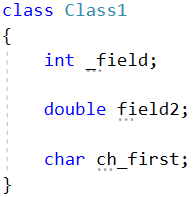 class Class1
{
int _field;
double field2;
char ch_first;
}